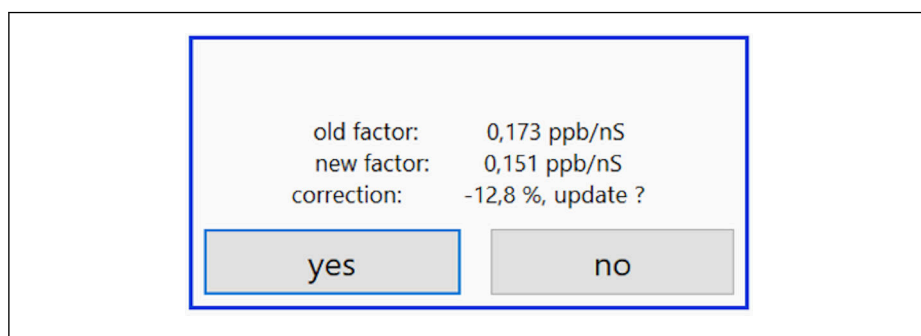 old factor: 0,173 ppb/nS
new factor: 0,151 ppb/nS
correction: -12,8 %, update ?
yes no